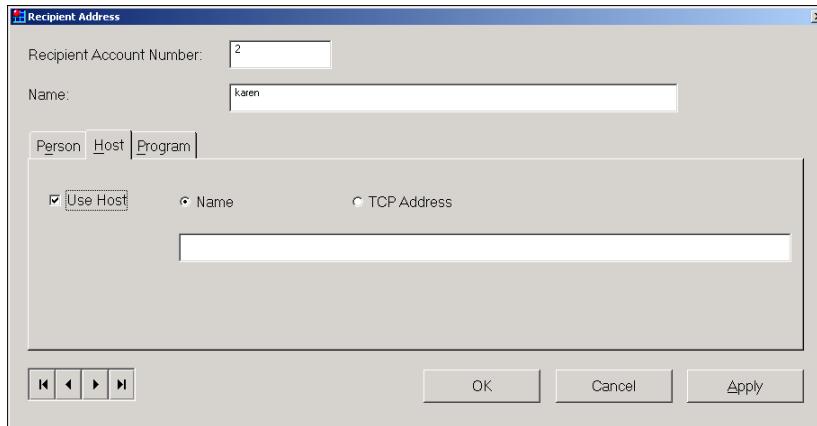 Recipient Address
Recipient Account Number: 2
Name: karen
Person Host Program
Use Host Name TCP Address
OK Cancel Apply